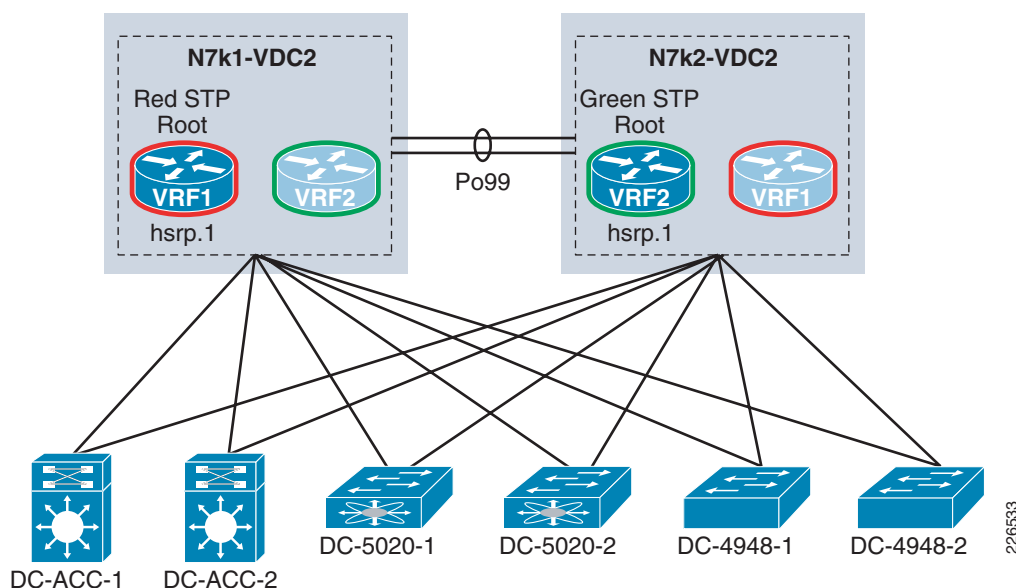 N7k1-VDC2
N7k2-VDC2
Red STP
Root
Green STP
Root
VRF1
VRF2
VRF2
VRF1
hsrp.1
hsrp.1
Po99
DC-ACC-1
DC-ACC-2
DC-5020-1
DC-5020-2
DC-4948-1
DC-4948-2
226533